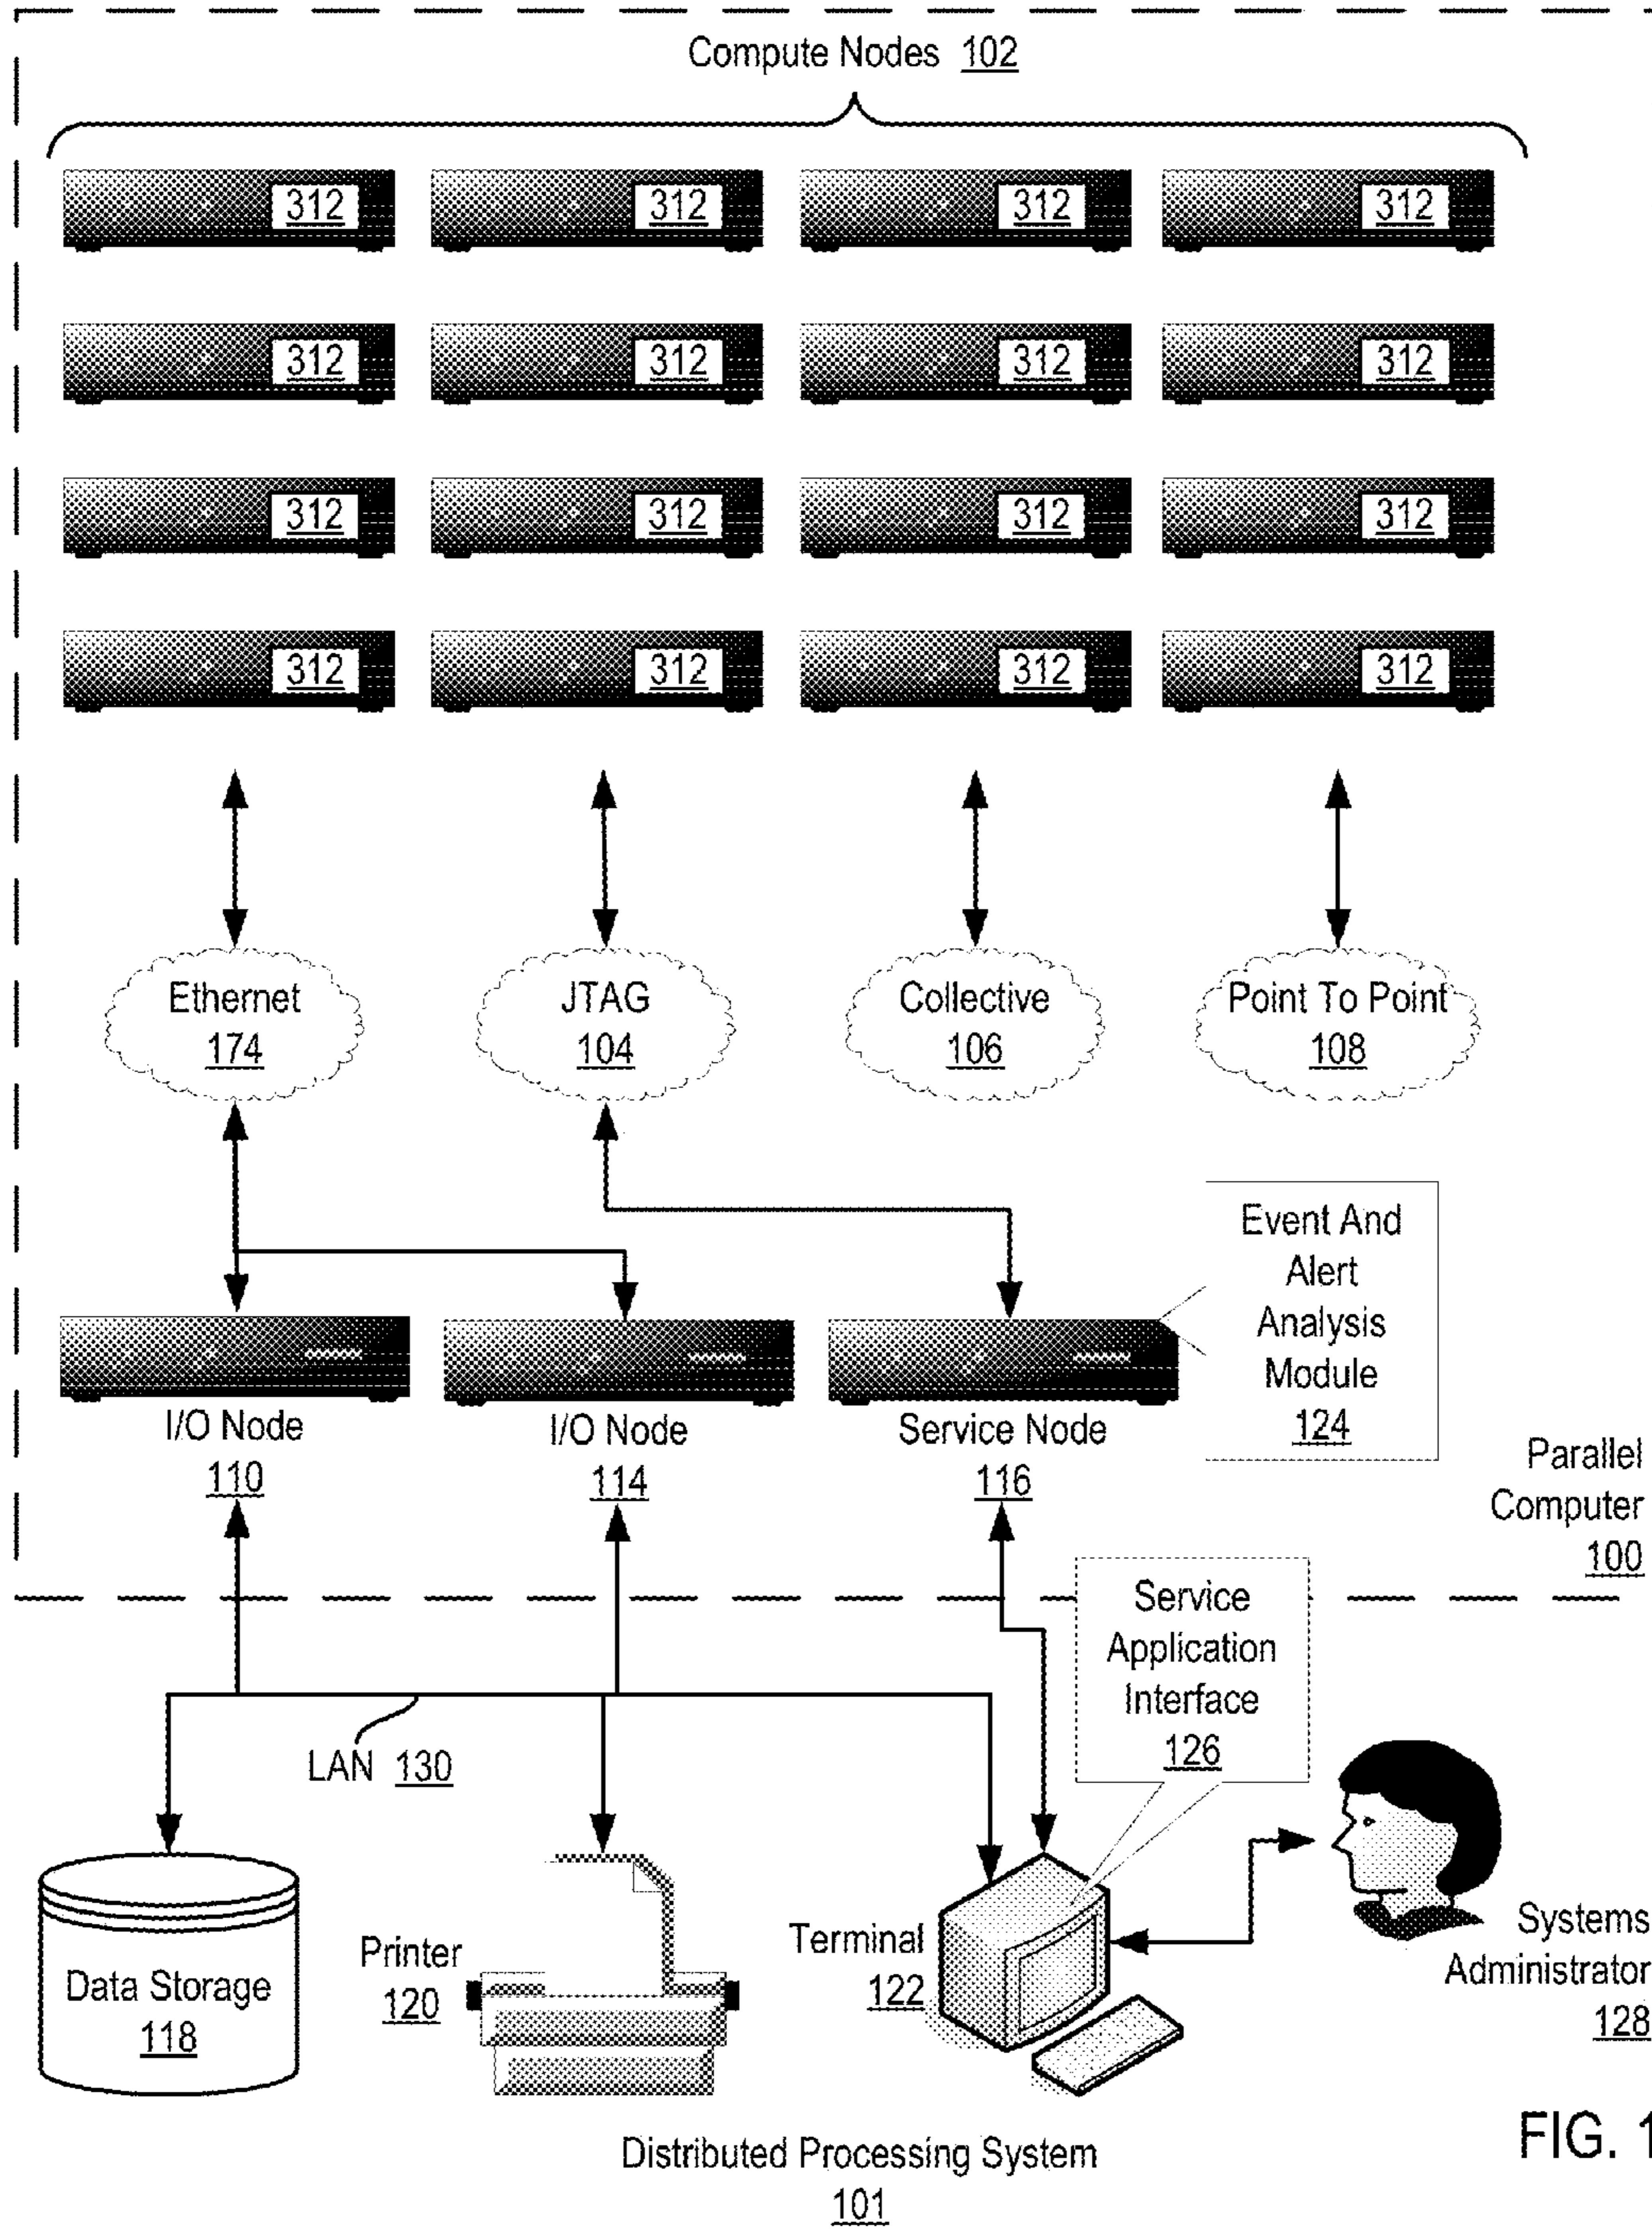 Compute Nodes 102
312 312 312 312
312 312 312 312
312 312 312 312
312 312 312 312
Ethernet
174
JTAG
104
Collective
106
Point To Point
108
Event And
Alert
Analysis
Module
124
I/O Node
110
I/O Node
114
Service Node
116
Parallel
Computer
100
Service
Application
Interface
126
LAN 130
Data Storage
118
Printer
120
Terminal
122
Systems
Administrator
128
Distributed Processing System
101
FIG. 1